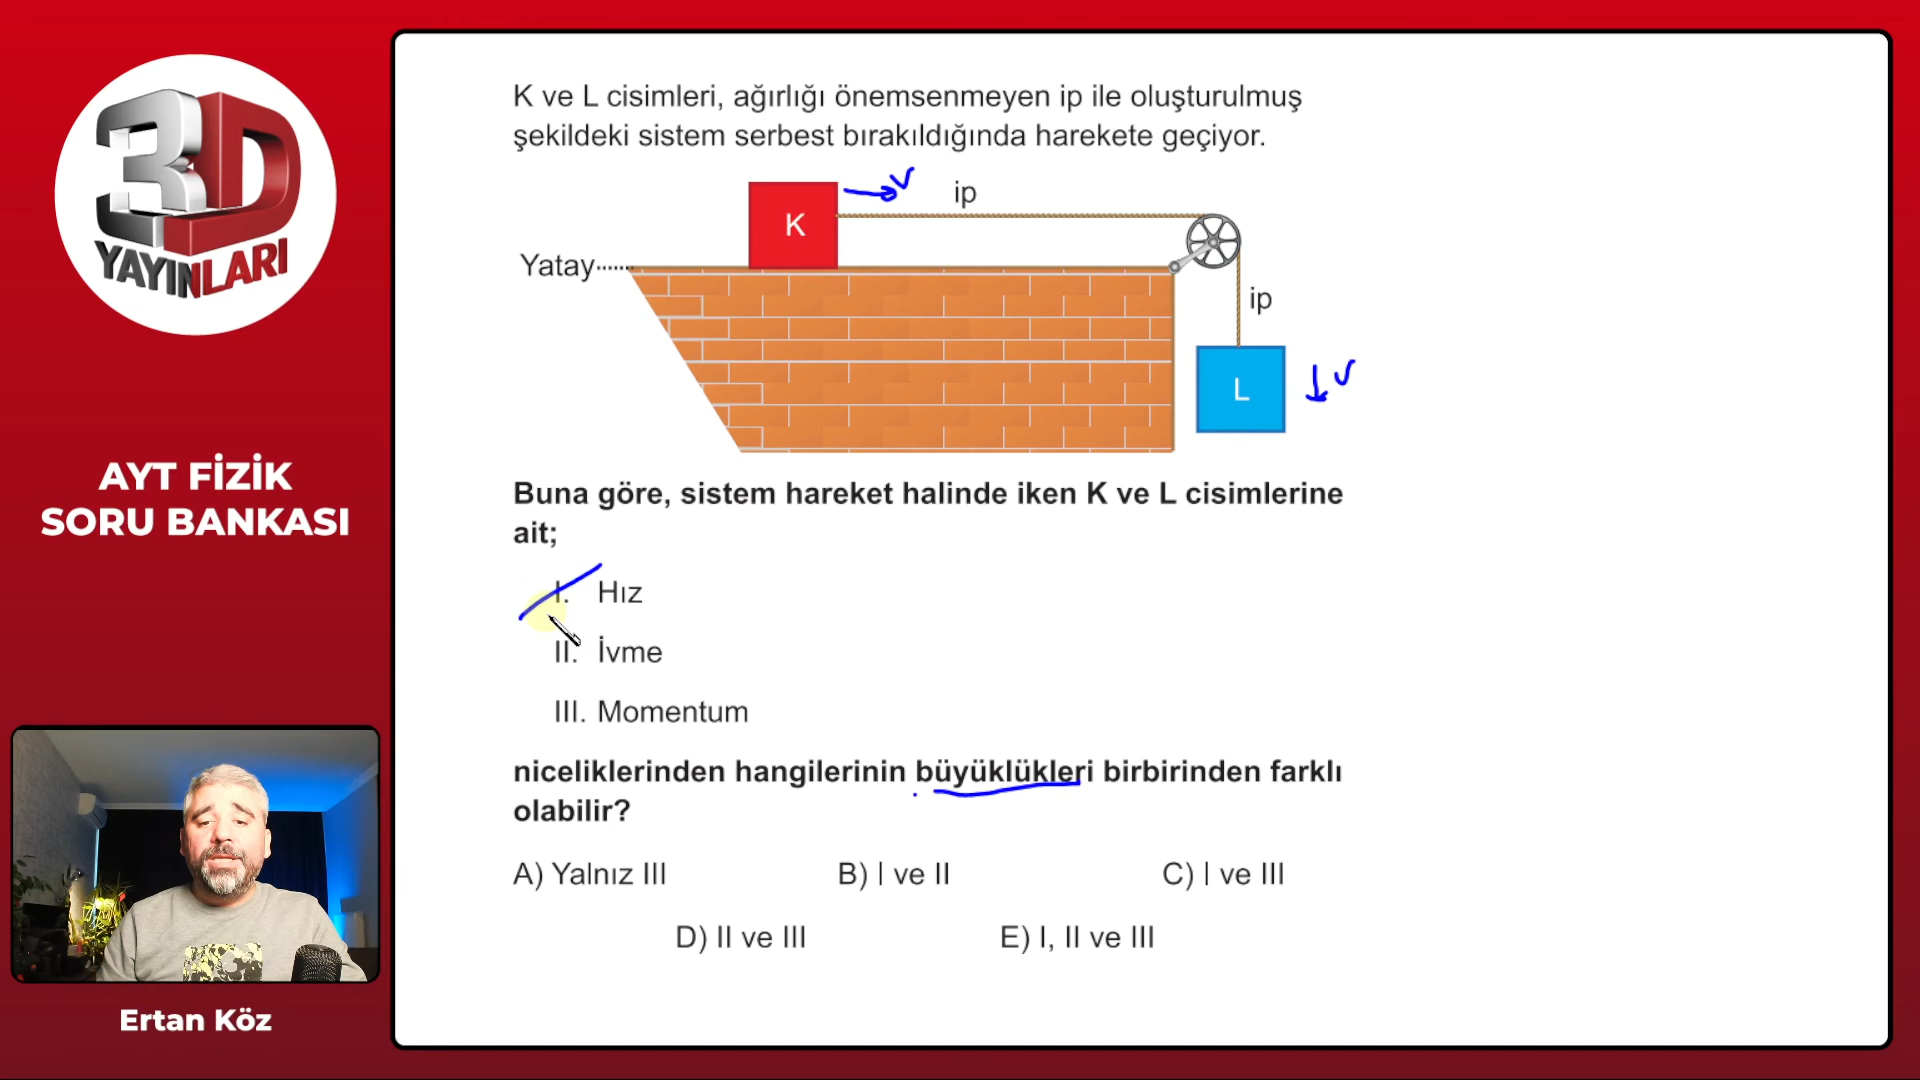 3D
YAYINLARI
AYT FİZİK
SORU BANKASI
Ertan Köz
K ve L cisimleri, ağırlığı önemsenmeyen ip ile oluşturulmuş
şekildeki sistem serbest bırakıldığında harekete geçiyor.
K
v
ip
Yatay
ip
L
v
Buna göre, sistem hareket halinde iken K ve L cisimlerine
ait;
I. Hız
II. İvme
III. Momentum
niceliklerinden hangilerinin büyüklükleri birbirinden farklı
olabilir?
A) Yalnız III B) I ve II C) I ve III
D) II ve III E) I, II ve III